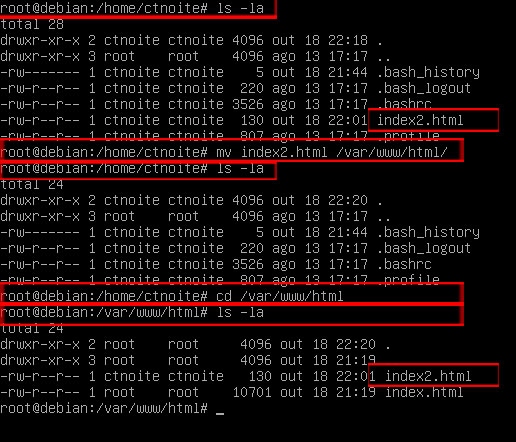 root@debian:/home/ctnoite# ls -la
total 28
drwxr-xr-x 2 ctnoite ctnoite 4096 out 18 22:18 .
drwxr-xr-x 3 root    root    4096 ago 13 17:17 ..
-rw------- 1 ctnoite ctnoite    5 out 18 21:44 .bash_history
-rw-r--r-- 1 ctnoite ctnoite  220 ago 13 17:17 .bash_logout
-rw-r--r-- 1 ctnoite ctnoite 3526 ago 13 17:17 .bashrc
-rw-r--r-- 1 ctnoite ctnoite  130 out 18 22:01 index2.html
-rw-r--r-- 1 ctnoite ctnoite  807 ago 13 17:17 .profile
root@debian:/home/ctnoite# mv index2.html /var/www/html/
root@debian:/home/ctnoite# ls -la
total 24
drwxr-xr-x 2 ctnoite ctnoite 4096 out 18 22:20 .
drwxr-xr-x 3 root    root    4096 ago 13 17:17 ..
-rw------- 1 ctnoite ctnoite    5 out 18 21:44 .bash_history
-rw-r--r-- 1 ctnoite ctnoite  220 ago 13 17:17 .bash_logout
-rw-r--r-- 1 ctnoite ctnoite 3526 ago 13 17:17 .bashrc
-rw-r--r-- 1 ctnoite ctnoite  807 ago 13 17:17 .profile
root@debian:/home/ctnoite# cd /var/www/html
root@debian:/var/www/html# ls -la
total 24
drwxr-xr-x 2 root    root     4096 out 18 22:20 .
drwxr-xr-x 3 root    root     4096 out 18 21:19
-rw-r--r-- 1 ctnoite ctnoite   130 out 18 22:01 index2.html
-rw-r--r-- 1 root    root    10701 out 18 21:19 index.html
root@debian:/var/www/html# _